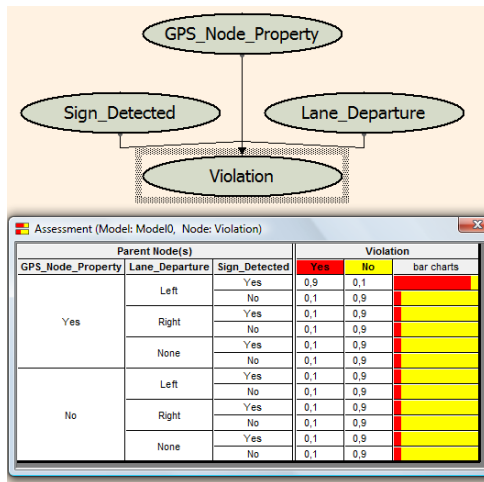 GPS_Node_Property
Sign_Detected Lane_Departure
Violation
Assessment (Model: Model0, Node: Violation)
Parent Node(s) Violation
GPS_Node_Property Lane_Departure Sign_Detected Yes No bar charts
Yes Left Yes 0,9 0,1
No 0,1 0,9
Right Yes 0,1 0,9
No 0,1 0,9
None Yes 0,1 0,9
No 0,1 0,9
No Left Yes 0,1 0,9
No 0,1 0,9
Right Yes 0,1 0,9
No 0,1 0,9
None Yes 0,1 0,9
No 0,1 0,9